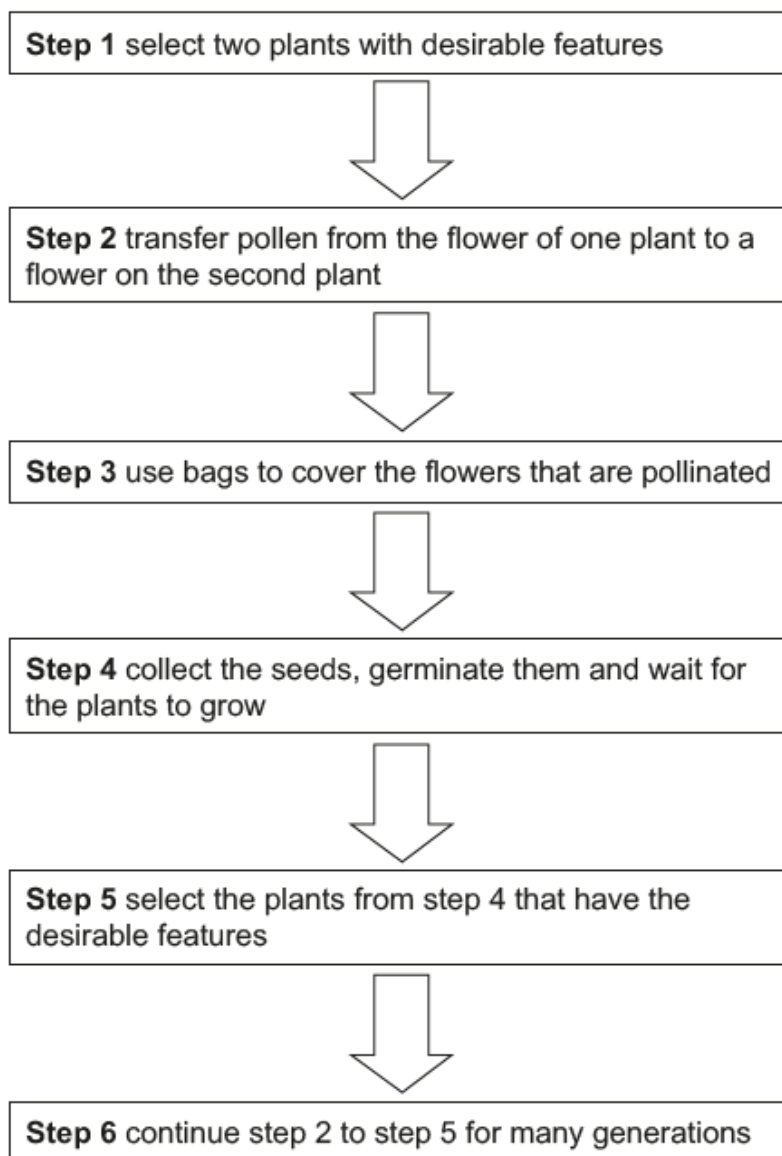 Step 1 select two plants with desirable features
Step 2 transfer pollen from the flower of one plant to a
flower on the second plant
Step 3 use bags to cover the flowers that are pollinated
Step 4 collect the seeds, germinate them and wait for
the plants to grow
Step 5 select the plants from step 4 that have the
desirable features
Step 6 continue step 2 to step 5 for many generations